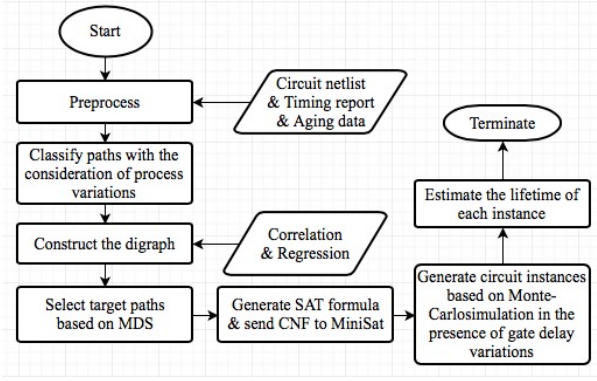 Start
Preprocess
Circuit netlist
& Timing report
& Aging data
Classify paths with the
consideration of process
variations
Construct the digraph
Correlation
& Regression
Select target paths
based on MDS
Generate SAT formula
& send CNF to MiniSat
Generate circuit instances
based on Monte-
Carlosimulation in the
presence of gate delay
variations
Estimate the lifetime of
each instance
Terminate